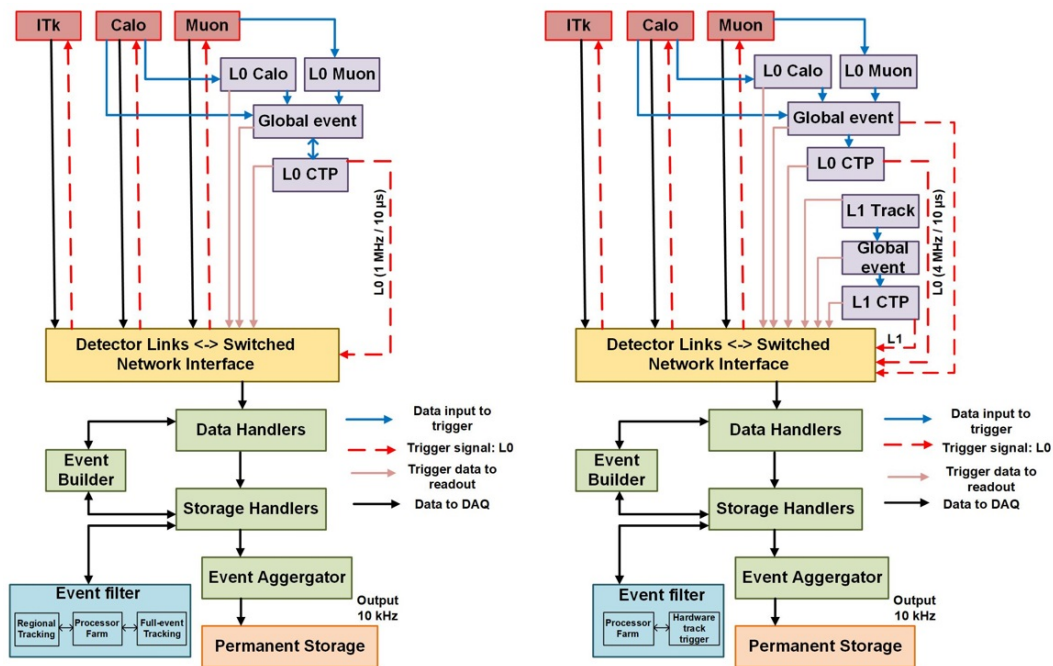 ITk
Calo
Muon
L0 Calo
L0 Muon
Global event
L0 CTP
L0 (1 MHz / 10 µs)
Detector Links <-> Switched
Network Interface
Data Handlers
Event
Builder
Storage Handlers
Event Aggergator
Event filter
Regional
Tracking
Processor
Farm
Full-event
Tracking
Output
10 kHz
Permanent Storage
Data input to
trigger
Trigger signal: L0
Trigger data to
readout
Data to DAQ
ITk
Calo
Muon
L0 Calo
L0 Muon
Global event
L0 CTP
L1 Track
Global
event
L1 CTP
L0 (4 MHz / 10 µs)
L1
Detector Links <-> Switched
Network Interface
Data Handlers
Event
Builder
Storage Handlers
Event Aggergator
Event filter
Processor
Farm
Hardware
track
trigger
Output
10 kHz
Permanent Storage
Data input to
trigger
Trigger signal: L0
Trigger data to
readout
Data to DAQ